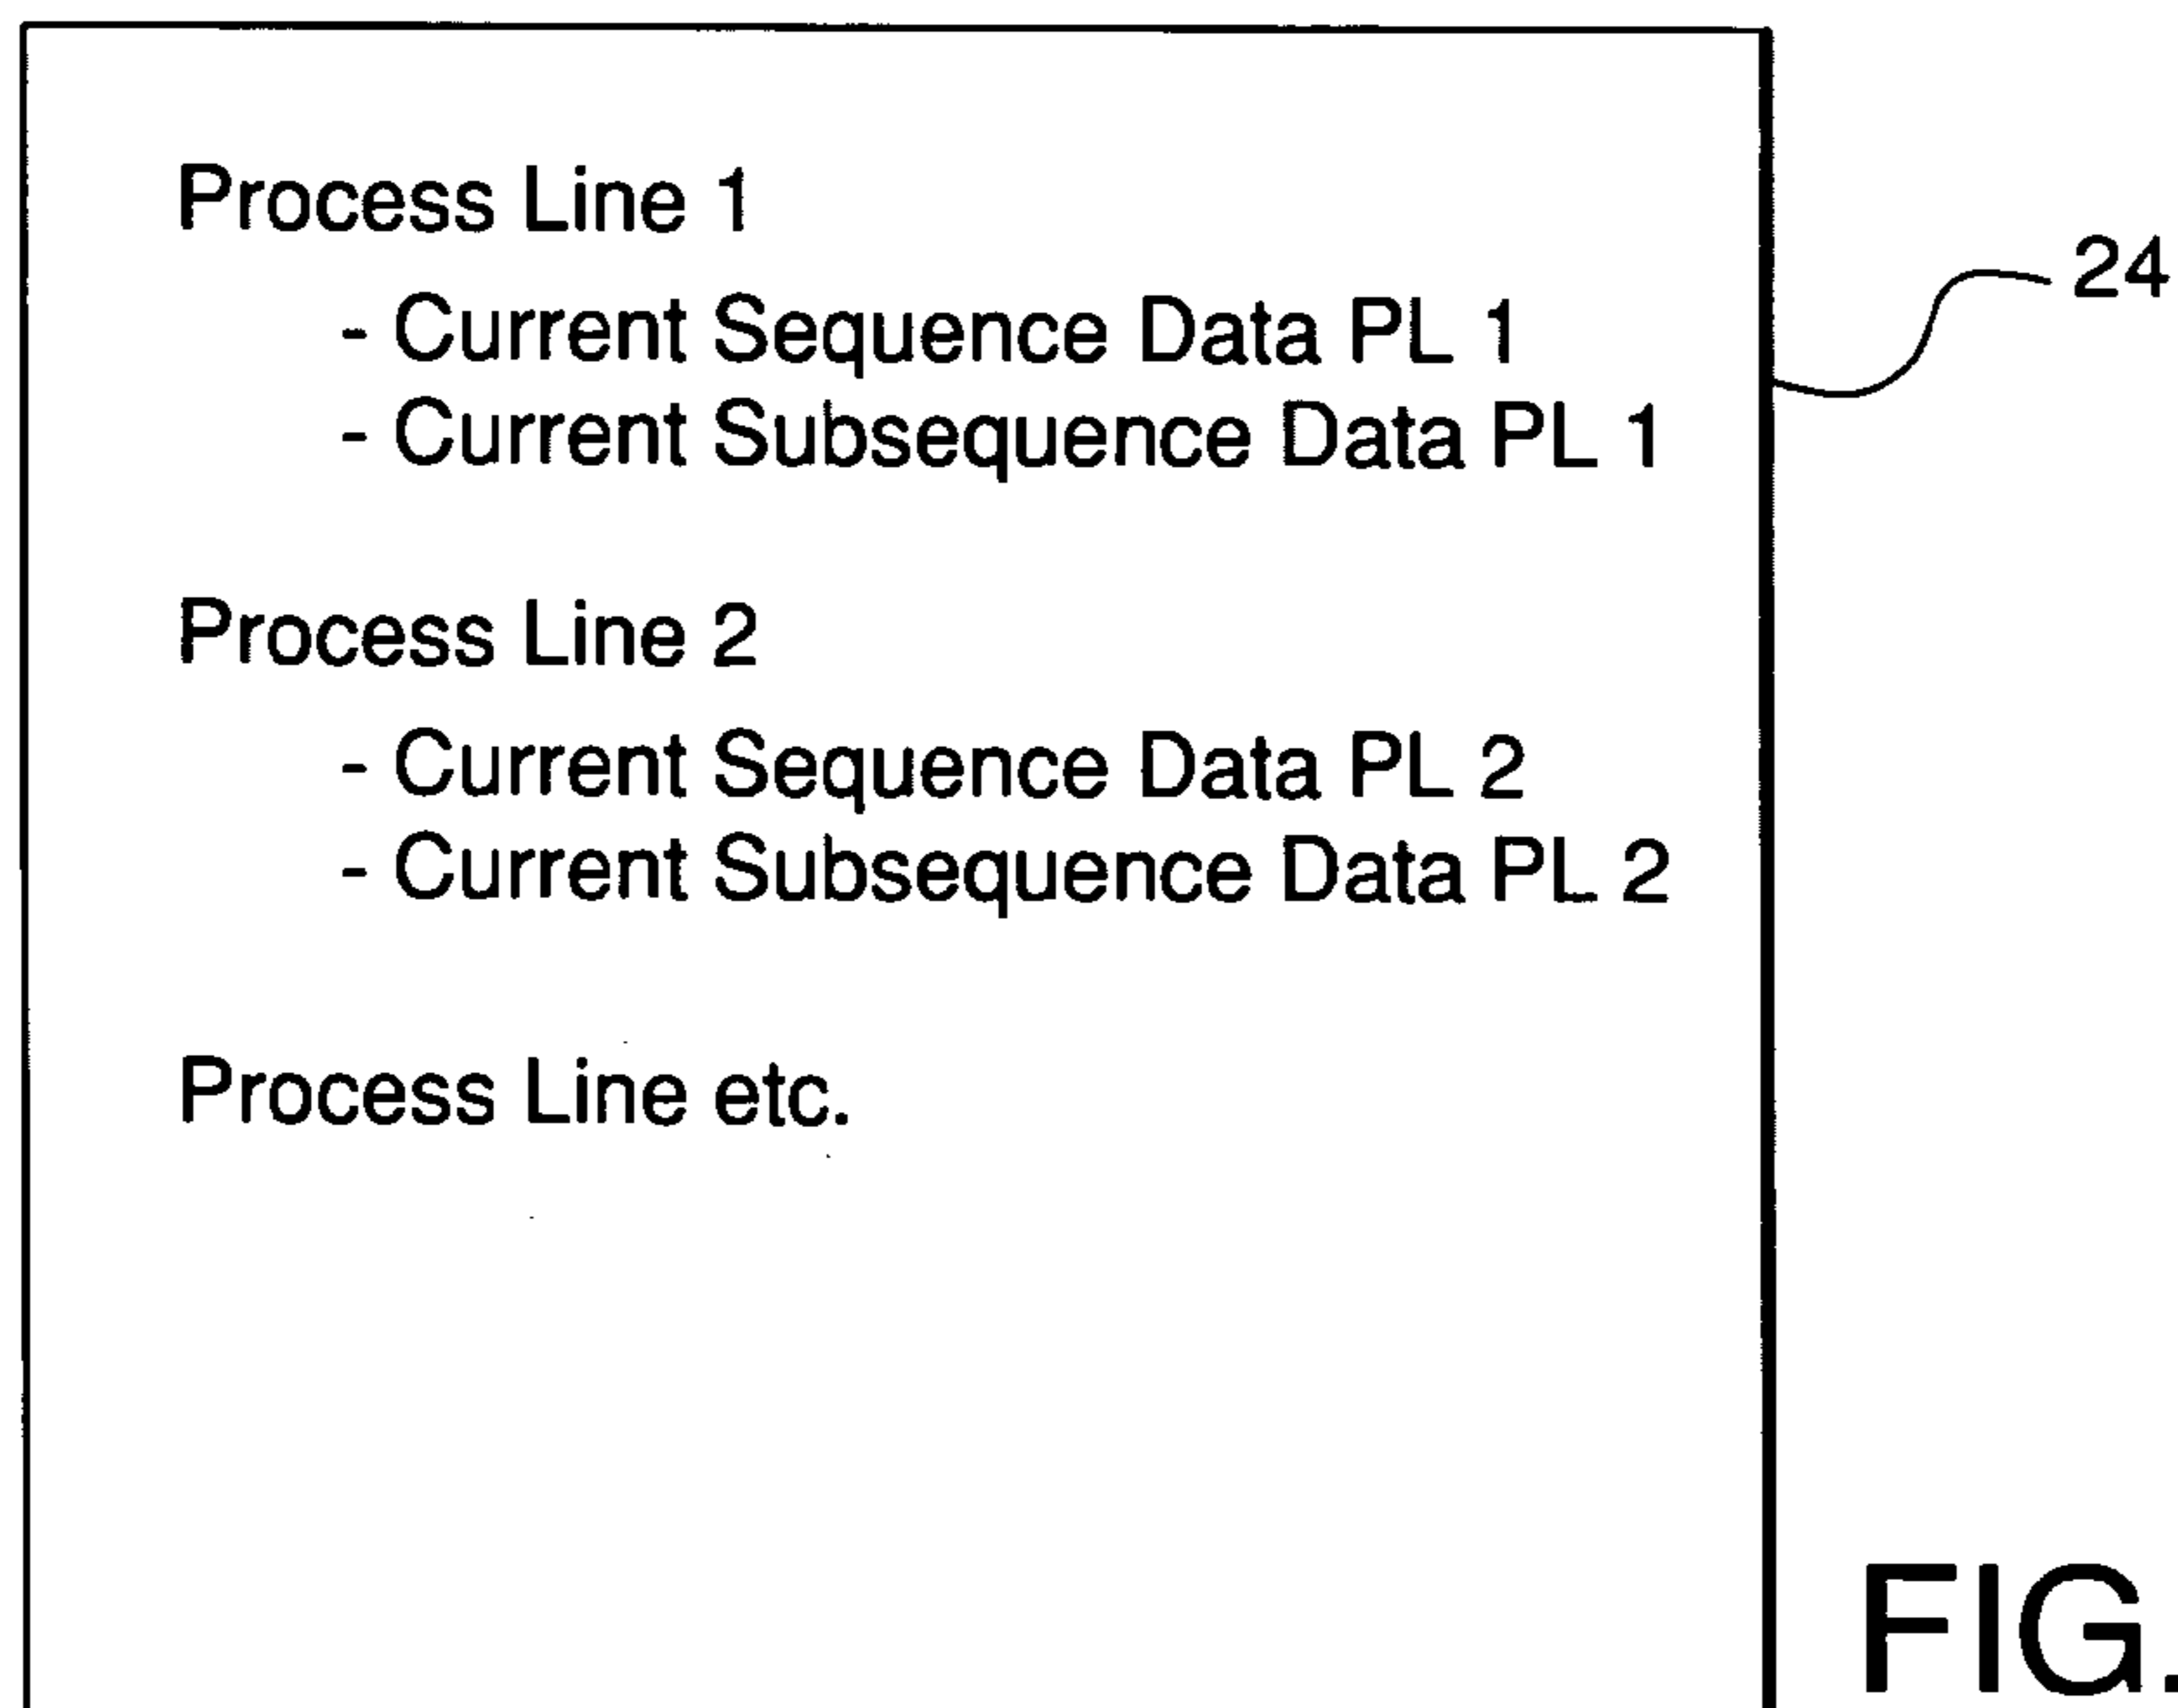 Process Line 1
- Current Sequence Data PL 1
24
- Current Subsequence Data PL 1
Process Line 2
- Current Sequence Data PL 2
- Current Subsequence Data PL 2
Process Line etc.
FIG.